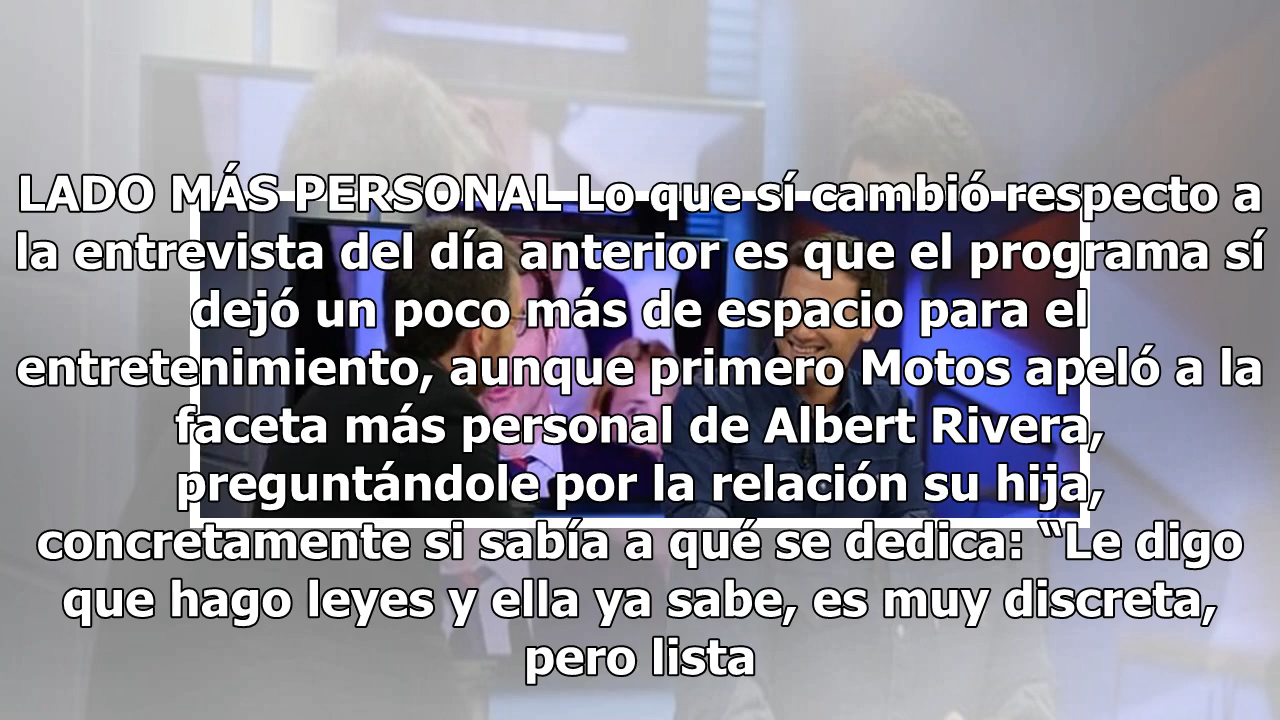 LADO MÁS PERSONAL Lo que sí cambió respecto a
la entrevista del día anterior es que el programa sí
dejó un poco más de espacio para el
entretenimiento, aunque primero Motos apeló a la
faceta más personal de Albert Rivera,
preguntándole por la relación su hija,
concretamente si sabía a qué se dedica: “Le digo
que hago leyes y ella ya sabe, es muy discreta,
pero lista